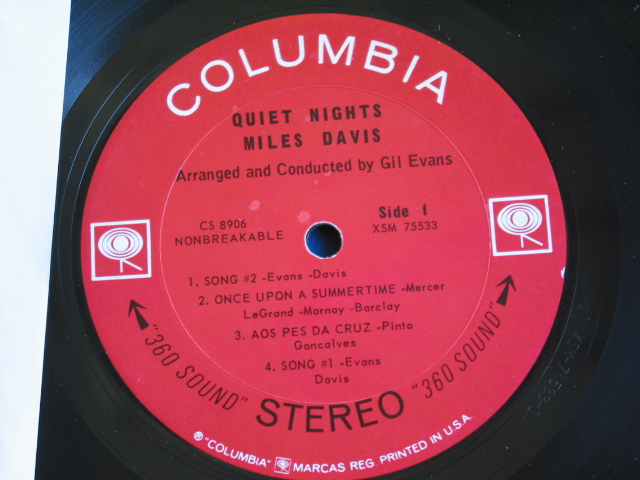 COLUMBIA
QUIET NIGHTS
MILES DAVIS
Arranged and Conducted by Gil Evans
CS 8906
NONBREAKABLE
Side 1
XSM 75533
1. SONG #2 -Evans -Davis
2. ONCE UPON A SUMMERTIME -Mercer
LeGrand -Marnay -Barclay
3. AOS PES DA CRUZ -Pinto
Goncalves
4. SONG #1 -Evans
Davis
"360 SOUND" STEREO "360 SOUND"
℗ "COLUMBIA" MARCAS REG. PRINTED IN U.S.A.